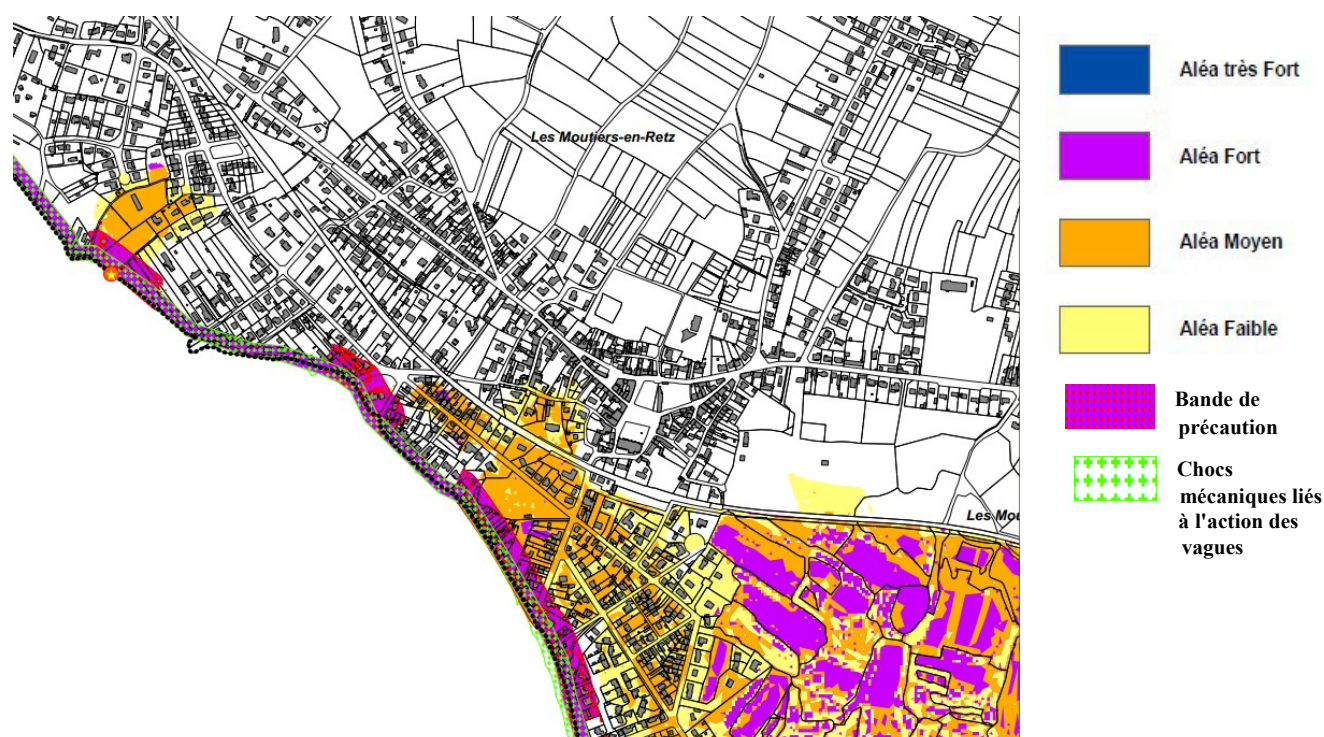 Les Moutiers-en-Retz
Les Mou
Aléa très Fort
Aléa Fort
Aléa Moyen
Aléa Faible
Bande de
précaution
Chocs
mécaniques liés
à l'action des
vagues